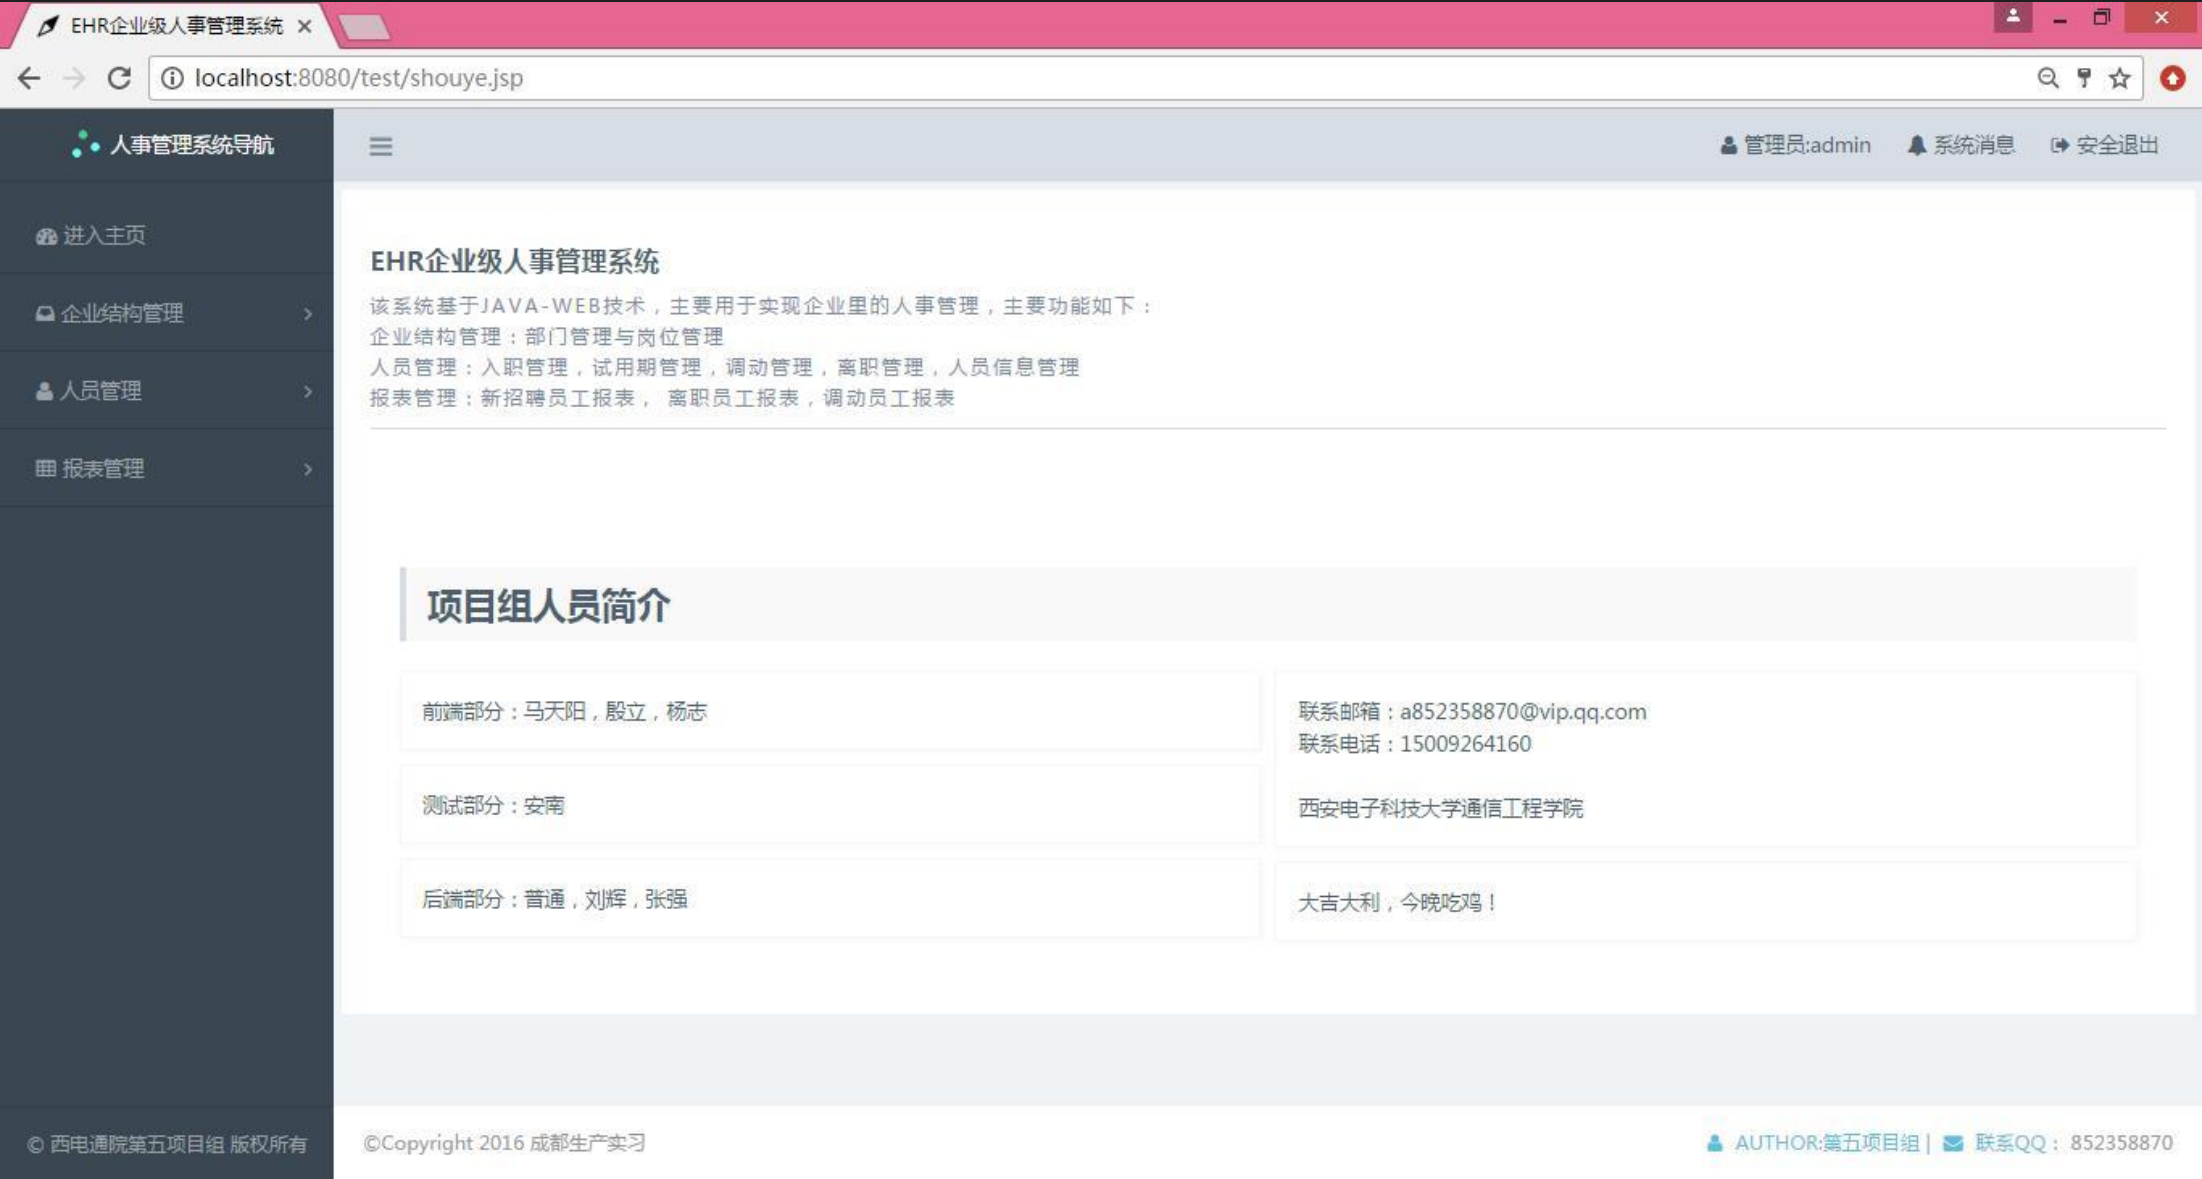 EHR企业级人事管理系统
localhost:8080/test/shouye.jsp
人事管理系统导航
管理员:admin 系统消息 安全退出
进入主页
企业结构管理
人员管理
报表管理
EHR企业级人事管理系统
该系统基于JAVA-WEB技术，主要用于实现企业里的人事管理，主要功能如下：
企业结构管理：部门管理与岗位管理
人员管理：入职管理，试用期管理，调动管理，离职管理，人员信息管理
报表管理：新招聘员工报表， 离职员工报表，调动员工报表
项目组人员简介
前端部分：马天阳，殷立，杨志
测试部分：安南
后端部分：普通，刘辉，张强
联系邮箱：a852358870@vip.qq.com
联系电话：15009264160
西安电子科技大学通信工程学院
大吉大利，今晚吃鸡！
© 西电通院第五项目组 版权所有
©Copyright 2016 成都生产实习
AUTHOR:第五项目组| 联系QQ： 852358870